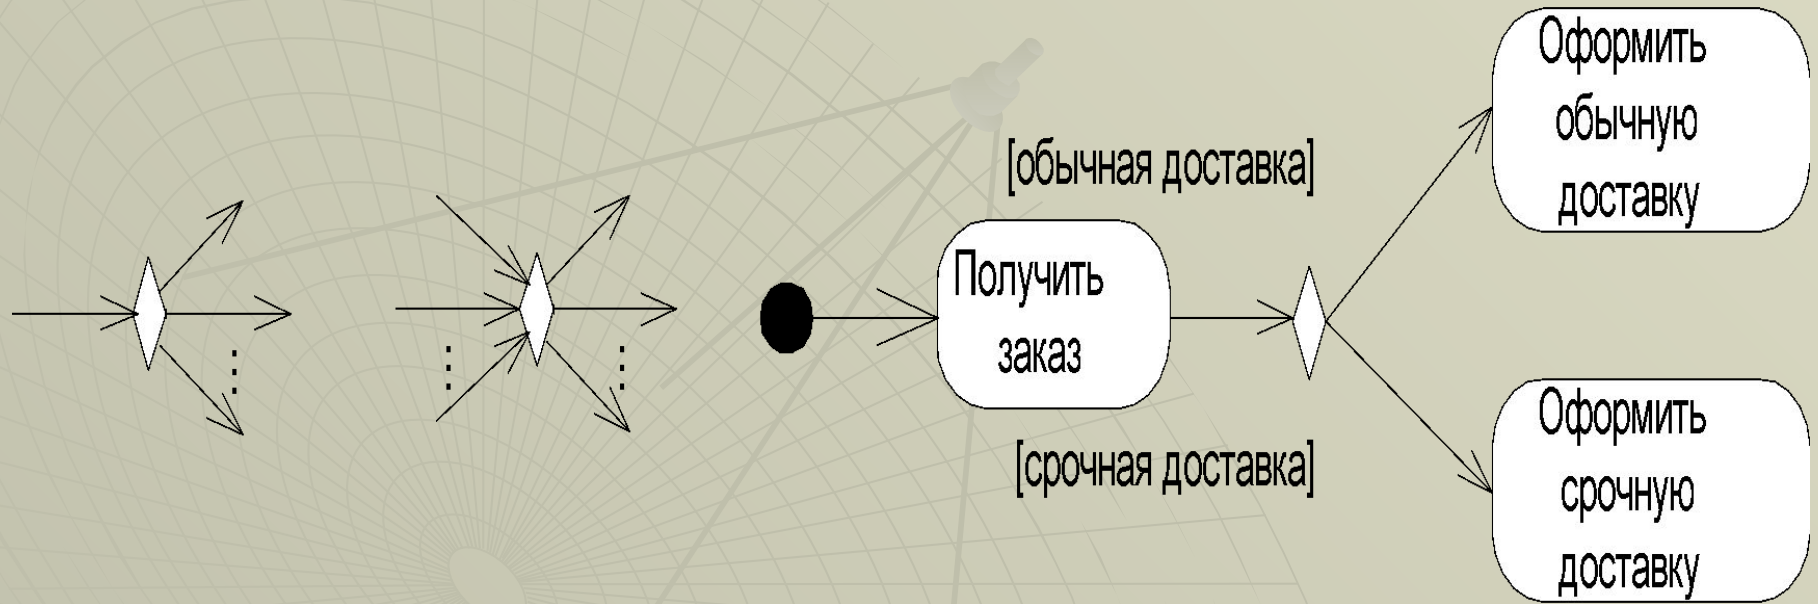 [обычная доставка]
Получить
заказ
[срочная доставка]
Оформить
обычную
доставку
Оформить
срочную
доставку